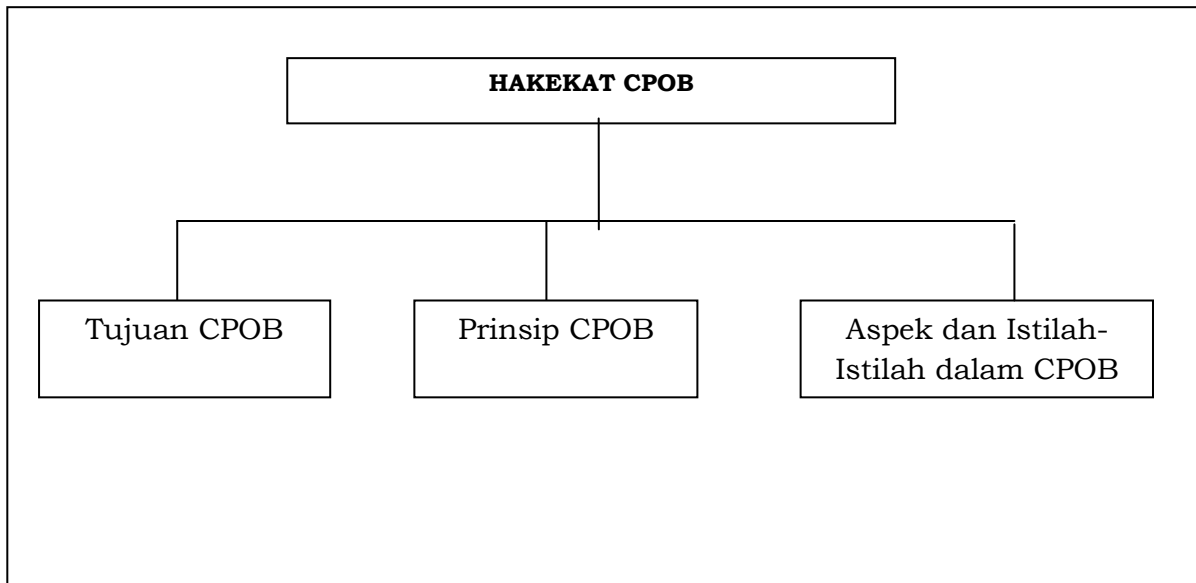 HAKEKAT CPOB
Tujuan CPOB
Prinsip CPOB
Aspek dan Istilah-
Istilah dalam CPOB